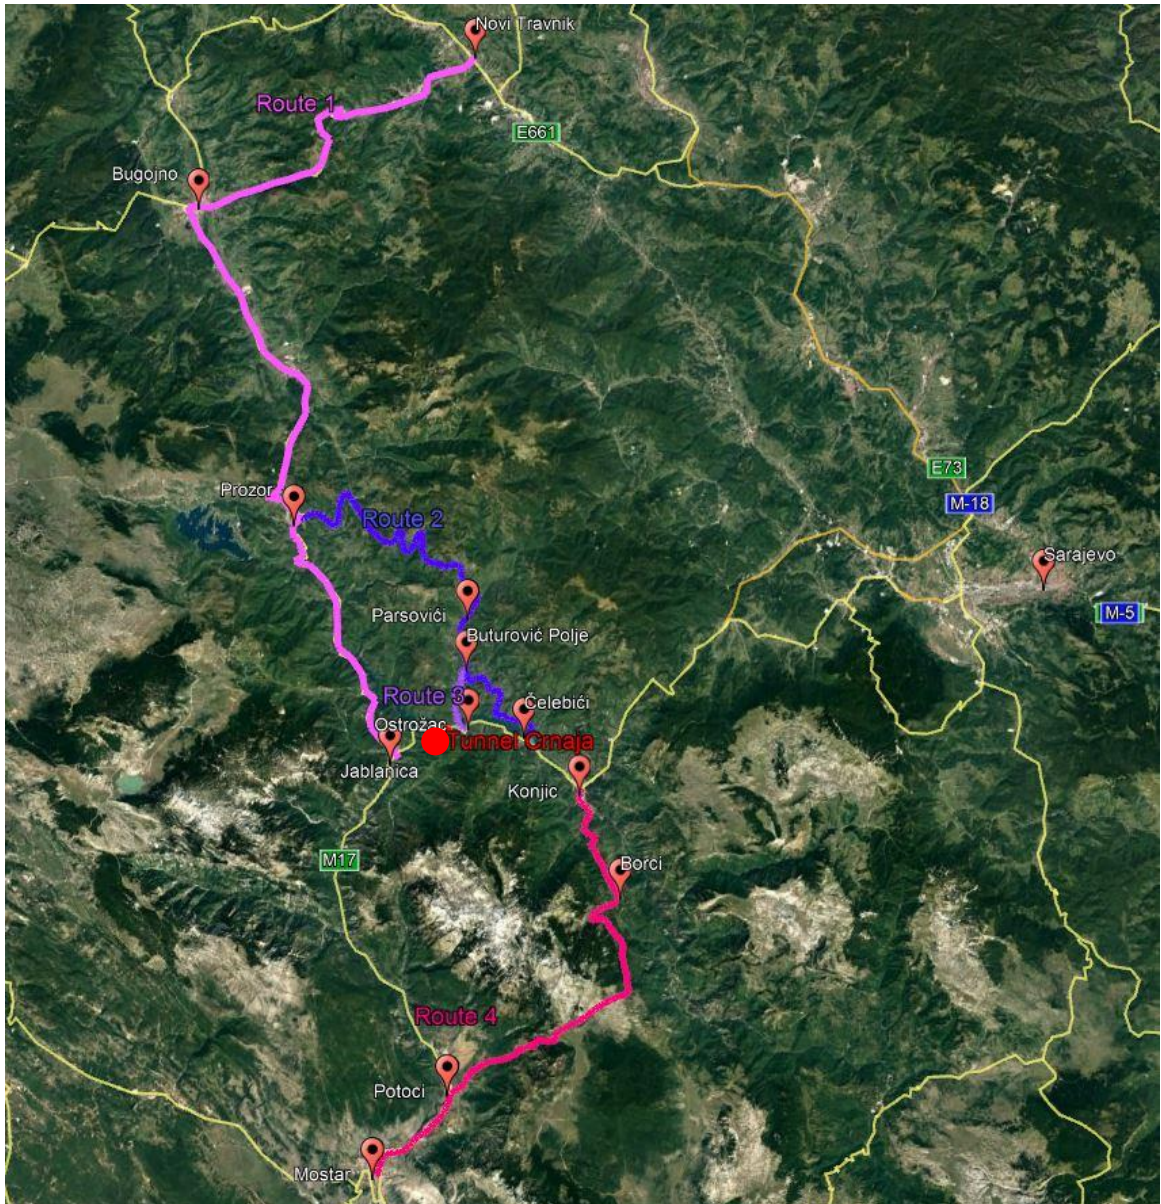 Novi Travnik
Route 1
E661
Bugojno
E73
Prozor
M-18
Route 2
Sarajevo
Parsovići
M-5
Buturović Polje
Route 3
Čelebići
Ostrožac
Tunnel Crnaja
Jablanica
Konjic
M17
Borci
Route 4
Potoci
Mostar